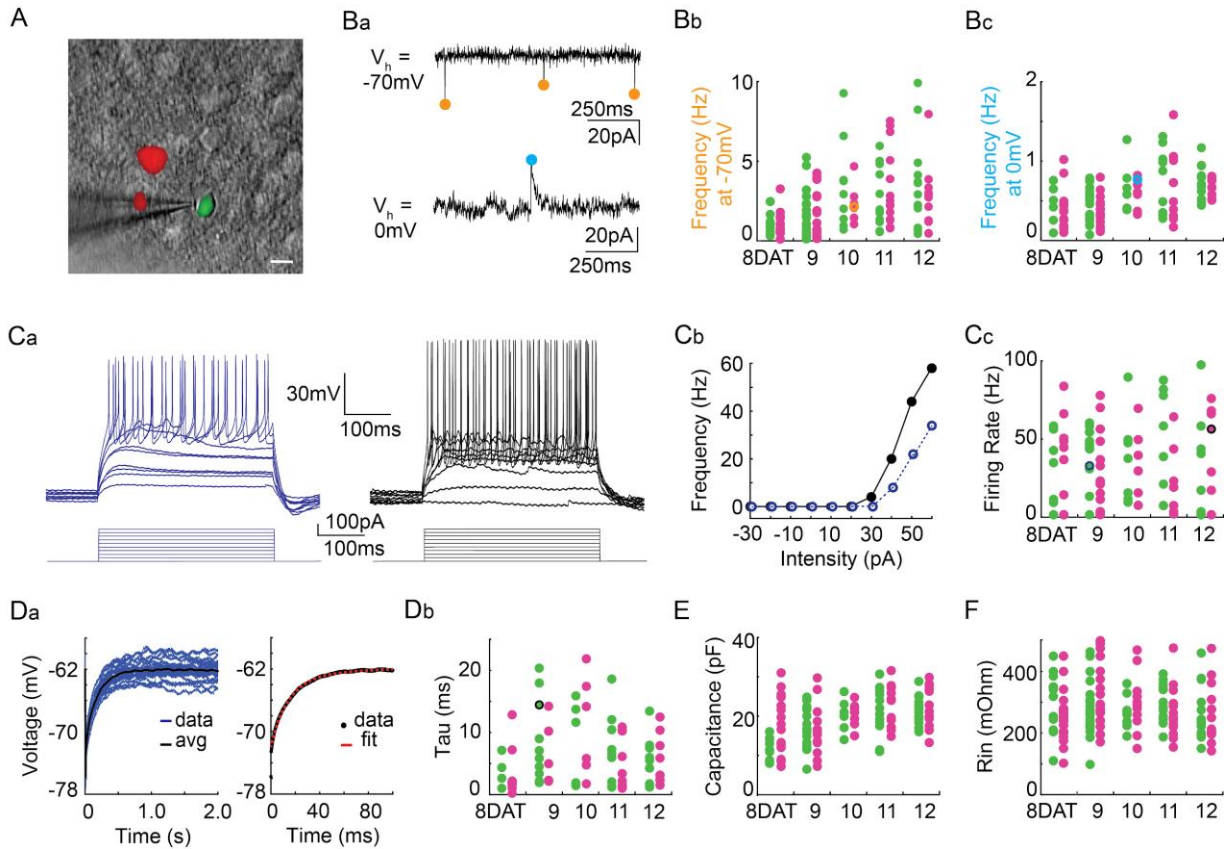 A
Ba
V
h =
-70mV
250ms
20pA
V
h =
0mV
20pA
250ms
Bb
Frequency (Hz)
at -70mV
10
5
0
8DAT 9 10 11 12
Bc
Frequency (Hz)
at 0mV
2
1
0
8DAT 9 10 11 12
Ca
30mV
100ms
100pA
100ms
Cb
Frequency (Hz)
60
40
20
0
-30 -10 10 30 50
Intensity (pA)
Cc
Firing Rate (Hz)
100
50
0
8DAT 9 10 11 12
Da
Voltage (mV)
-62
-70
-78
data
avg
0 1.0 2.0
Time (s)
-62
-70
-78
data
fit
0 40 80
Time (ms)
Db
Tau (ms)
20
10
0
8DAT 9 10 11 12
E
Capacitance (pF)
40
20
0
8DAT 9 10 11 12
F
Rin (mOhm)
400
200
0
8DAT 9 10 11 12